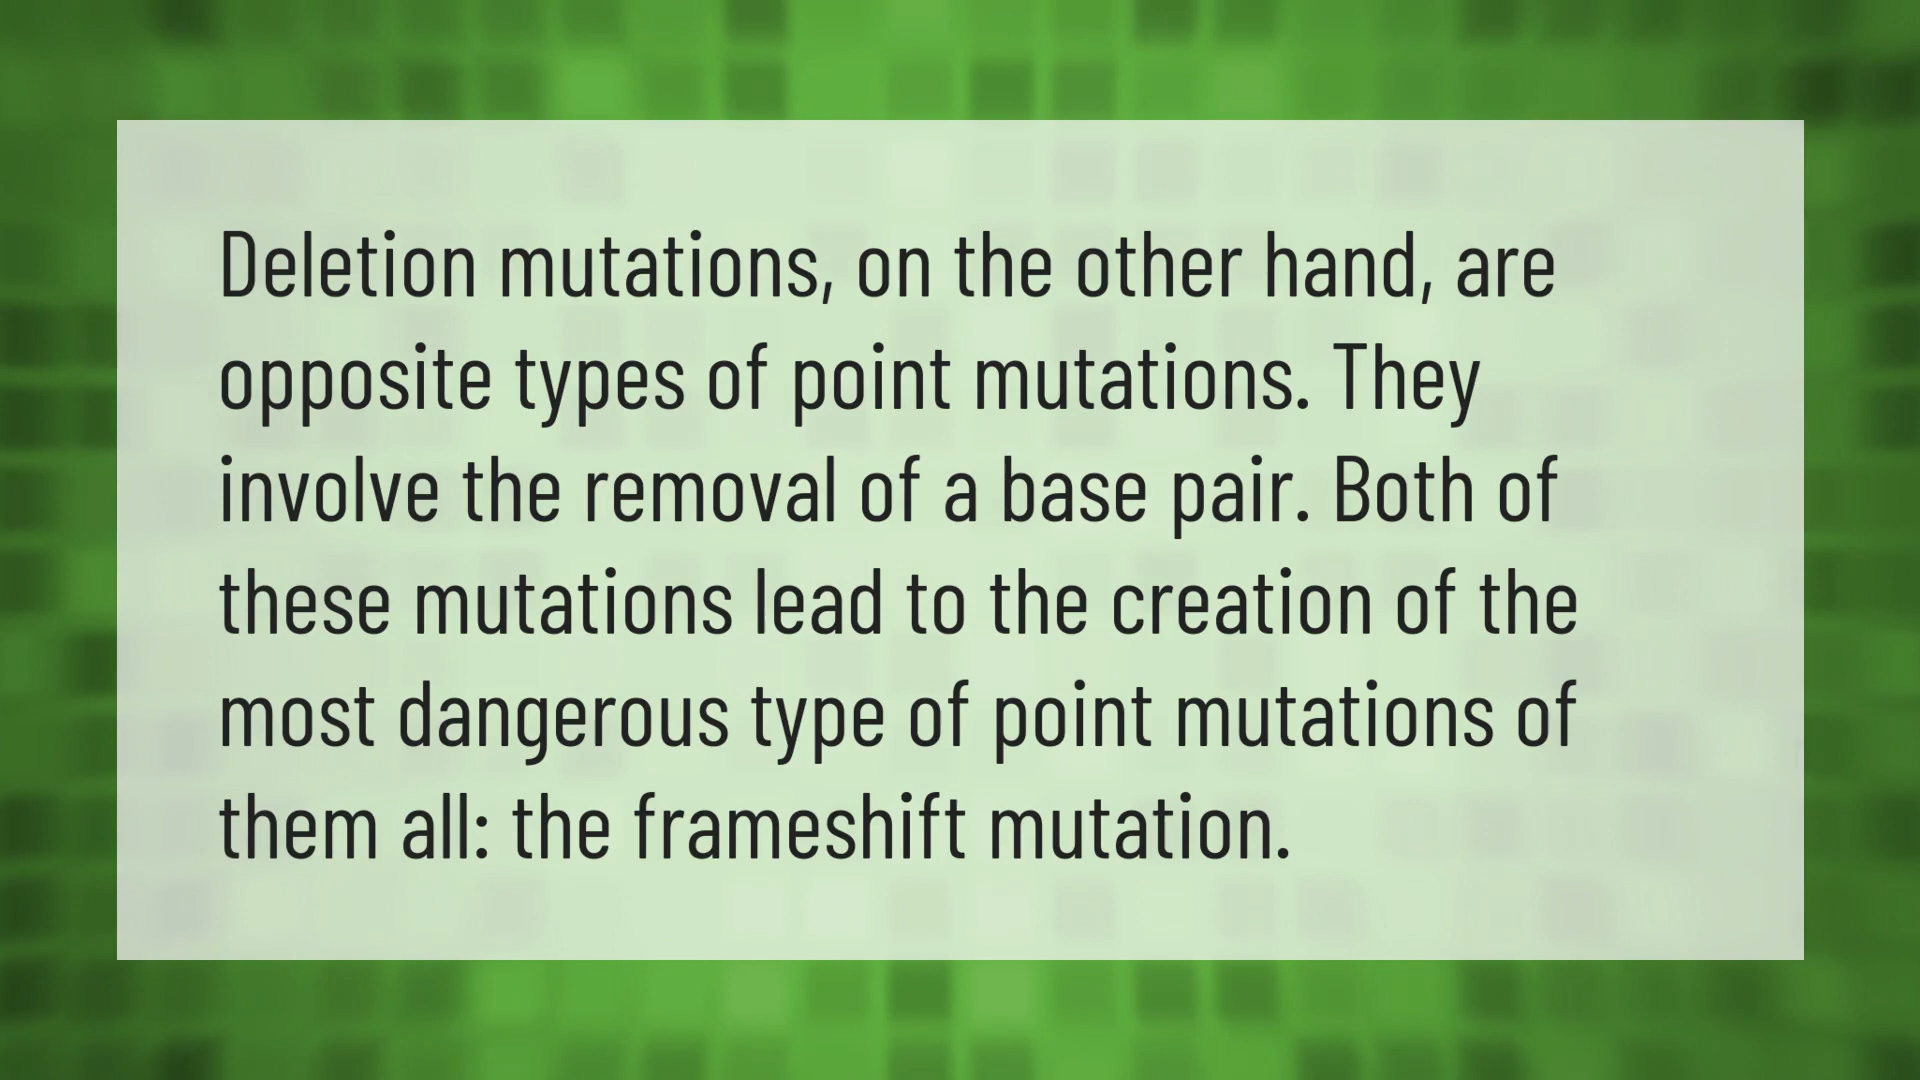 Deletion mutations, on the other hand, are
opposite types of point mutations. They
involve the removal of a base pair. Both of
these mutations lead to the creation of the
most dangerous type of point mutations of
them all: the frameshift mutation.